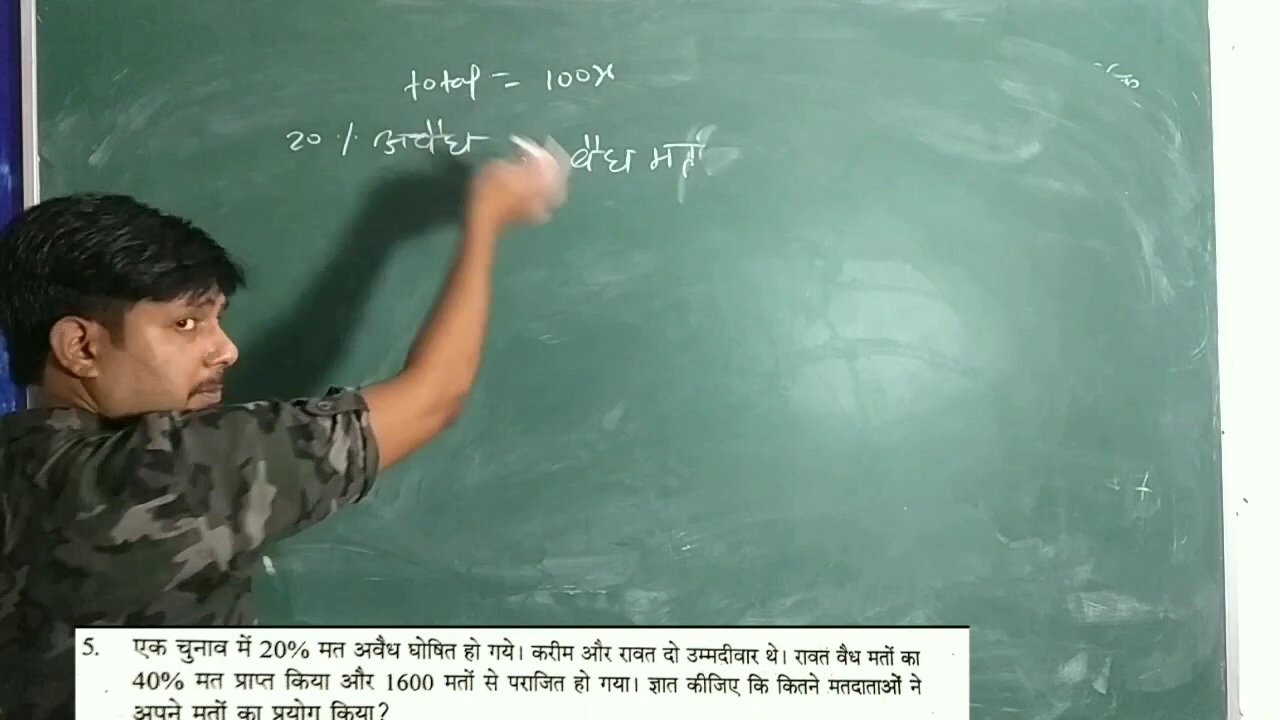 total = 100x
20 % अवैध वैध मतों
5. एक चुनाव में 20% मत अवैध घोषित हो गये। करीम और रावत दो उम्मदीवार थे। रावत वैध मतों का
40% मत प्राप्त किया और 1600 मतों से पराजित हो गया। ज्ञात कीजिए कि कितने मतदाताओं ने
अपने मतों का प्रयोग किया?